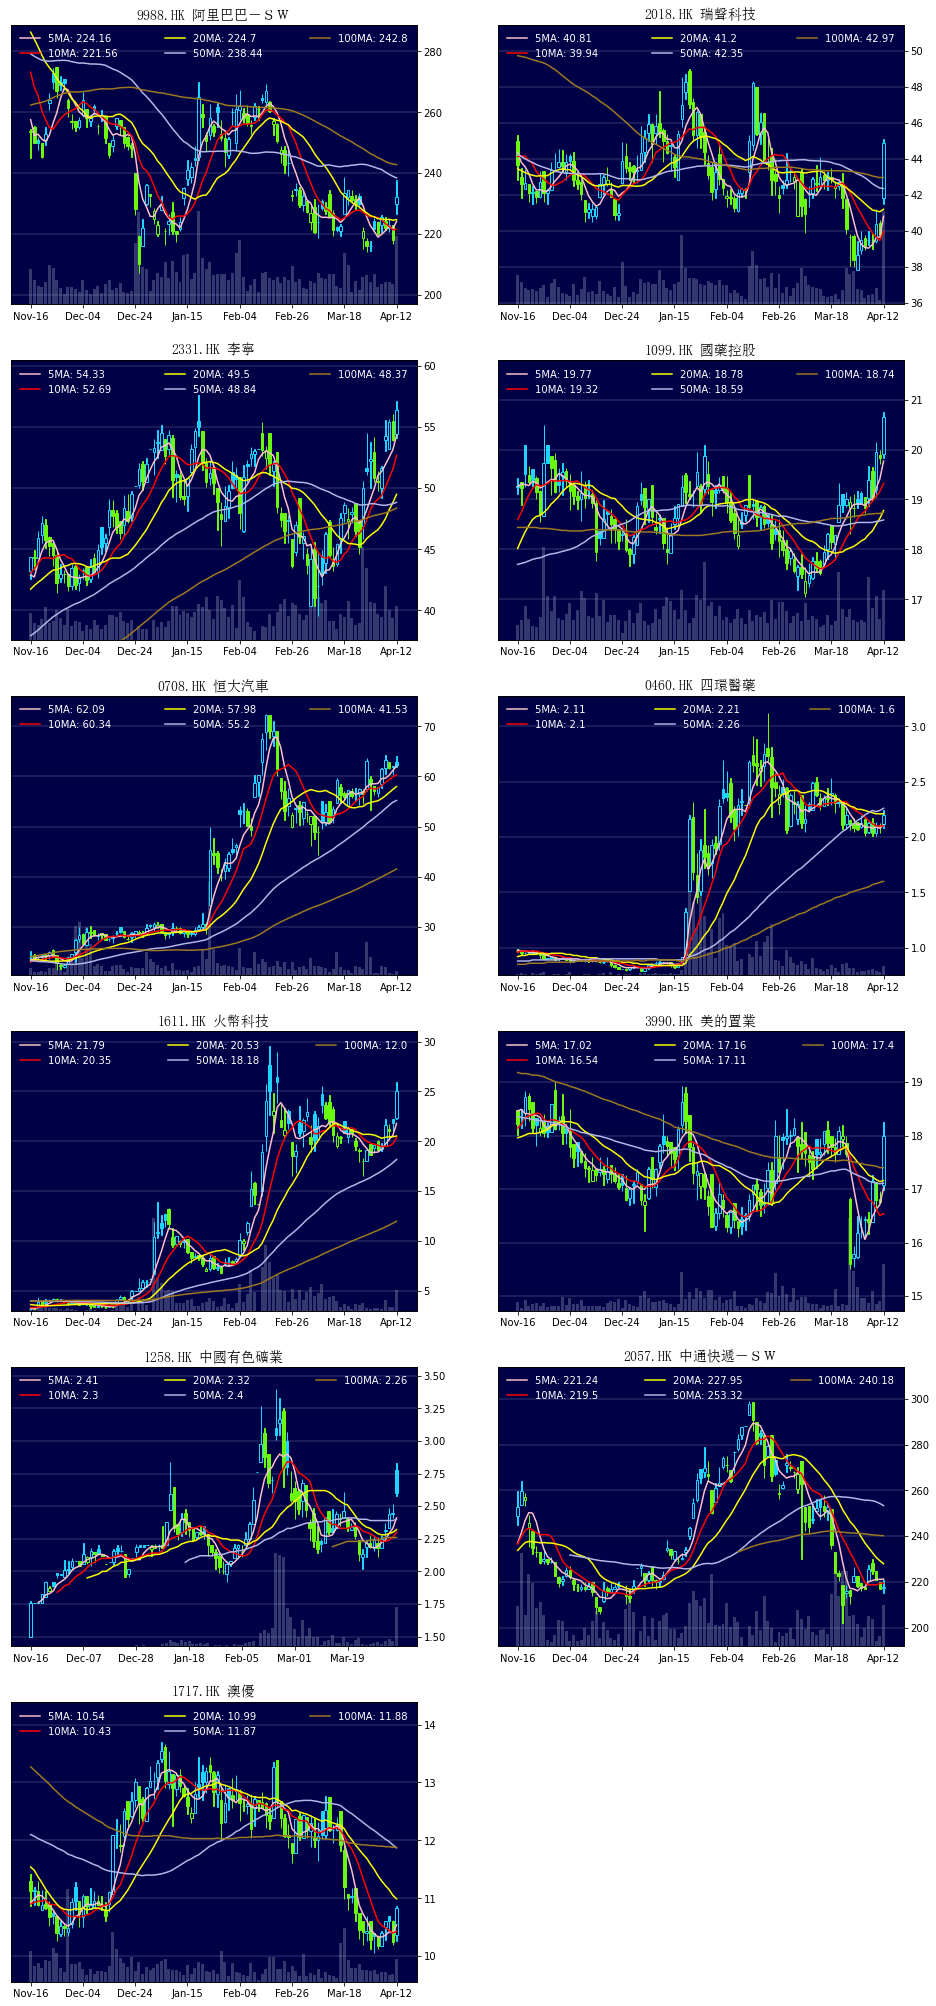 9988.HK 阿里巴巴－ＳＷ
5MA: 224.16
20MA: 224.7
100MA: 242.8
10MA: 221.56
50MA: 238.44
280
260
240
220
200
Nov-16 Dec-04 Dec-24 Jan-15 Feb-04 Feb-26 Mar-18 Apr-12
2018.HK 瑞聲科技
5MA: 40.81
20MA: 41.2
100MA: 42.97
10MA: 39.94
50MA: 42.35
50
48
46
44
42
40
38
36
Nov-16 Dec-04 Dec-24 Jan-15 Feb-04 Feb-26 Mar-18 Apr-12
2331.HK 李寧
5MA: 54.33
20MA: 49.5
100MA: 48.37
10MA: 52.69
50MA: 48.84
60
55
50
45
40
Nov-16 Dec-04 Dec-24 Jan-15 Feb-04 Feb-26 Mar-18 Apr-12
1099.HK 國藥控股
5MA: 19.77
20MA: 18.78
100MA: 18.74
10MA: 19.32
50MA: 18.59
21
20
19
18
17
Nov-16 Dec-04 Dec-24 Jan-15 Feb-04 Feb-26 Mar-18 Apr-12
0708.HK 恒大汽車
5MA: 62.09
20MA: 57.98
100MA: 41.53
10MA: 60.34
50MA: 55.2
70
60
50
40
30
Nov-16 Dec-04 Dec-24 Jan-15 Feb-04 Feb-26 Mar-18 Apr-12
0460.HK 四環醫藥
5MA: 2.11
20MA: 2.21
100MA: 1.6
10MA: 2.1
50MA: 2.26
3.0
2.5
2.0
1.5
1.0
Nov-16 Dec-04 Dec-24 Jan-15 Feb-04 Feb-26 Mar-18 Apr-12
1611.HK 火幣科技
5MA: 21.79
20MA: 20.53
100MA: 12.0
10MA: 20.35
50MA: 18.18
30
25
20
15
10
5
Nov-16 Dec-04 Dec-24 Jan-15 Feb-04 Feb-26 Mar-18 Apr-12
3990.HK 美的置業
5MA: 17.02
20MA: 17.16
100MA: 17.4
10MA: 16.54
50MA: 17.11
19
18
17
16
15
Nov-16 Dec-04 Dec-24 Jan-15 Feb-04 Feb-26 Mar-18 Apr-12
1258.HK 中國有色礦業
5MA: 2.41
20MA: 2.32
100MA: 2.26
10MA: 2.3
50MA: 2.4
3.50
3.25
3.00
2.75
2.50
2.25
2.00
1.75
1.50
Nov-16 Dec-07 Dec-28 Jan-18 Feb-05 Mar-01 Mar-19
2057.HK 中通快遞－ＳＷ
5MA: 221.24
20MA: 227.95
100MA: 240.18
10MA: 219.5
50MA: 253.32
300
280
260
240
220
200
Nov-16 Dec-04 Dec-24 Jan-15 Feb-04 Feb-26 Mar-18 Apr-12
1717.HK 澳優
5MA: 10.54
20MA: 10.99
100MA: 11.88
10MA: 10.43
50MA: 11.87
14
13
12
11
10
Nov-16 Dec-04 Dec-24 Jan-15 Feb-04 Feb-26 Mar-18 Apr-12